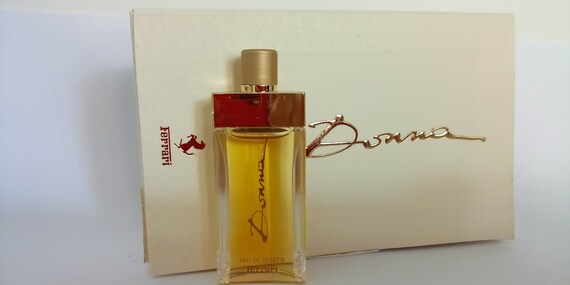 Ferrari
Donna
Donna
EAU DE TOILETTE
Ferrari